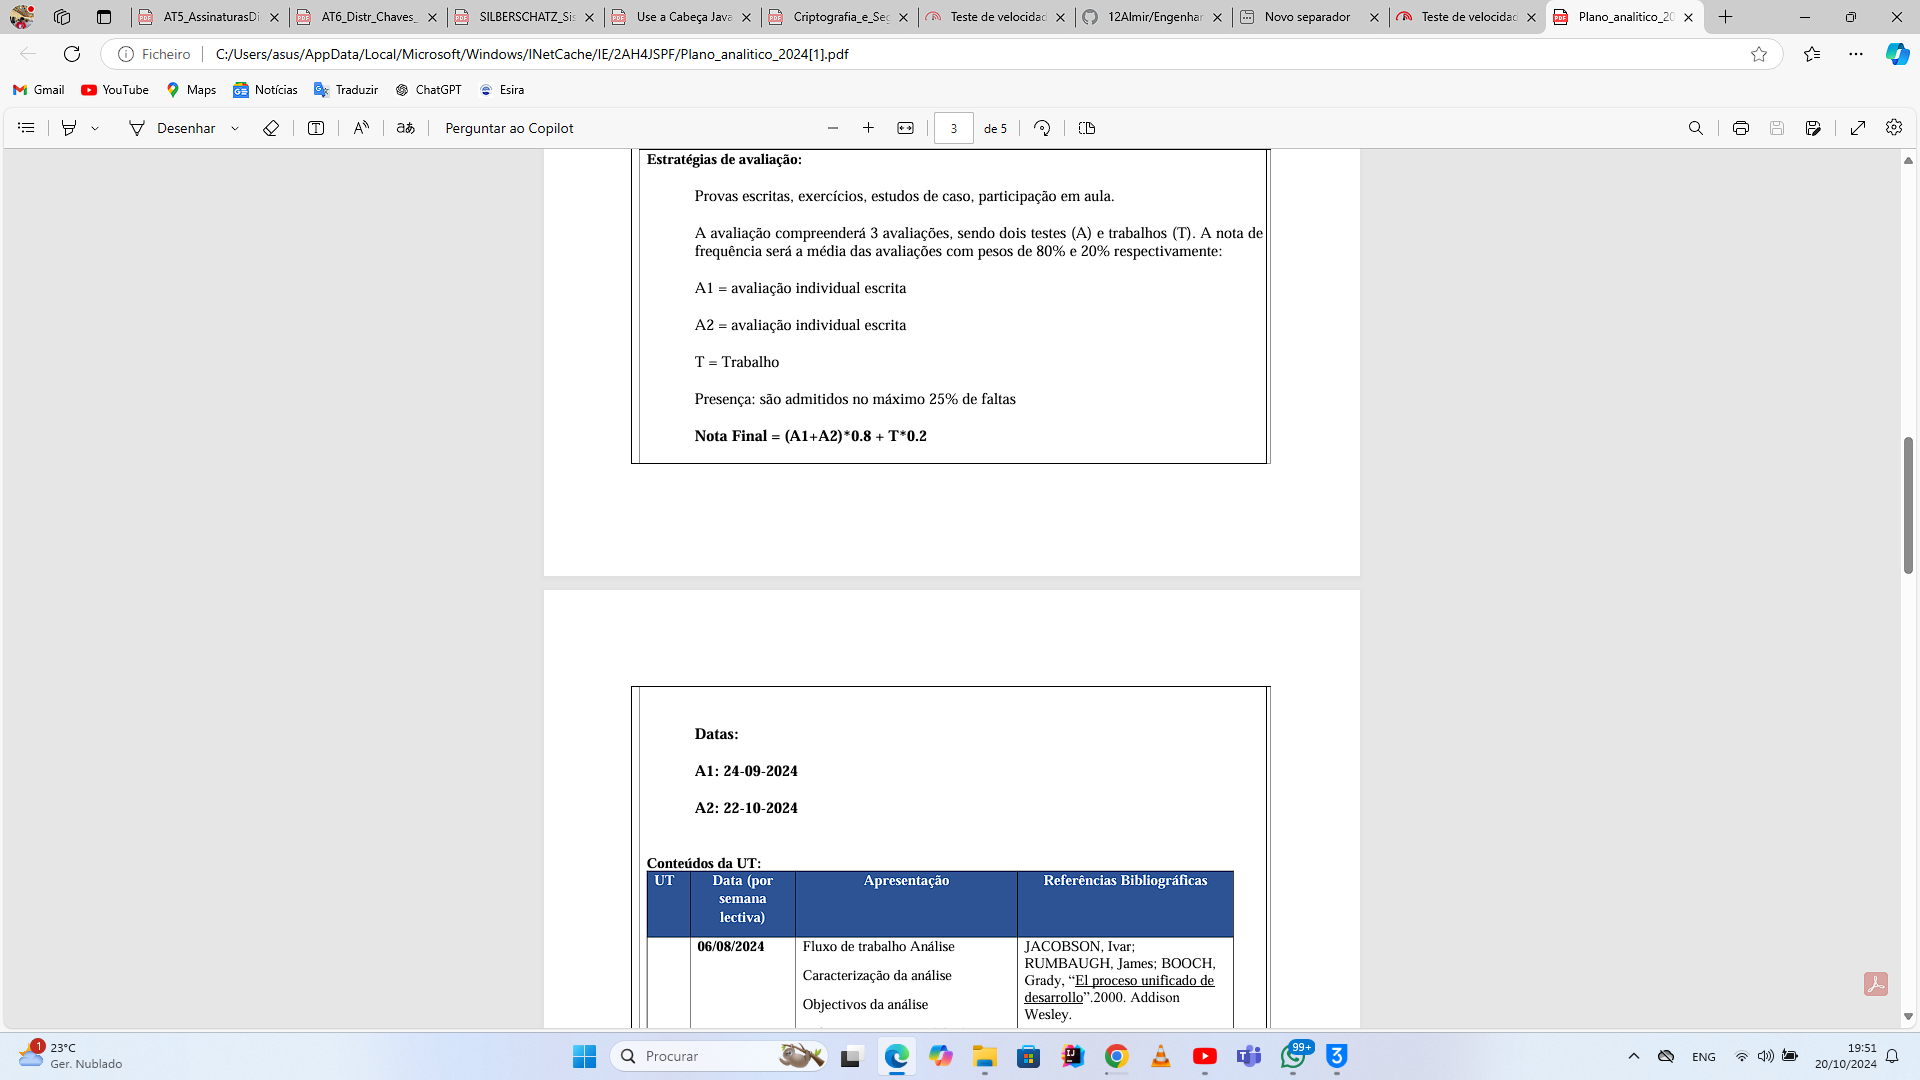 AT5_AssinaturasDi
AT6_Distr_Chaves_
SILBERSCHATZ_Sis
Use a Cabeça Java
Criptografia_e_Seg
Teste de velocidad
12Almir/Engenhar
Novo separador
Teste de velocidad
Plano_analitico_20
Ficheiro
C:/Users/asus/AppData/Local/Microsoft/Windows/INetCache/IE/2AH4JSPF/Plano_analitico_2024[1].pdf
Gmail
YouTube
Maps
Notícias
Traduzir
ChatGPT
Esira
Desenhar
Perguntar ao Copilot
3
de 5
Estratégias de avaliação:
Provas escritas, exercícios, estudos de caso, participação em aula.
A avaliação compreenderá 3 avaliações, sendo dois testes (A) e trabalhos (T). A nota de
frequência será a média das avaliações com pesos de 80% e 20% respectivamente:
A1 = avaliação individual escrita
A2 = avaliação individual escrita
T = Trabalho
Presença: são admitidos no máximo 25% de faltas
Nota Final = (A1+A2)*0.8 + T*0.2
Datas:
A1: 24-09-2024
A2: 22-10-2024
Conteúdos da UT:
UT
Data (por
semana
lectiva)
Apresentação
Referências Bibliográficas
06/08/2024
Fluxo de trabalho Análise
Caracterização da análise
Objectivos da análise
JACOBSON, Ivar;
RUMBAUGH, James; BOOCH,
Grady, “El proceso unificado de
desarrollo”.2000. Addison
Wesley.
1
23°C
Ger. Nublado
Procurar
99+
ENG
19:51
20/10/2024